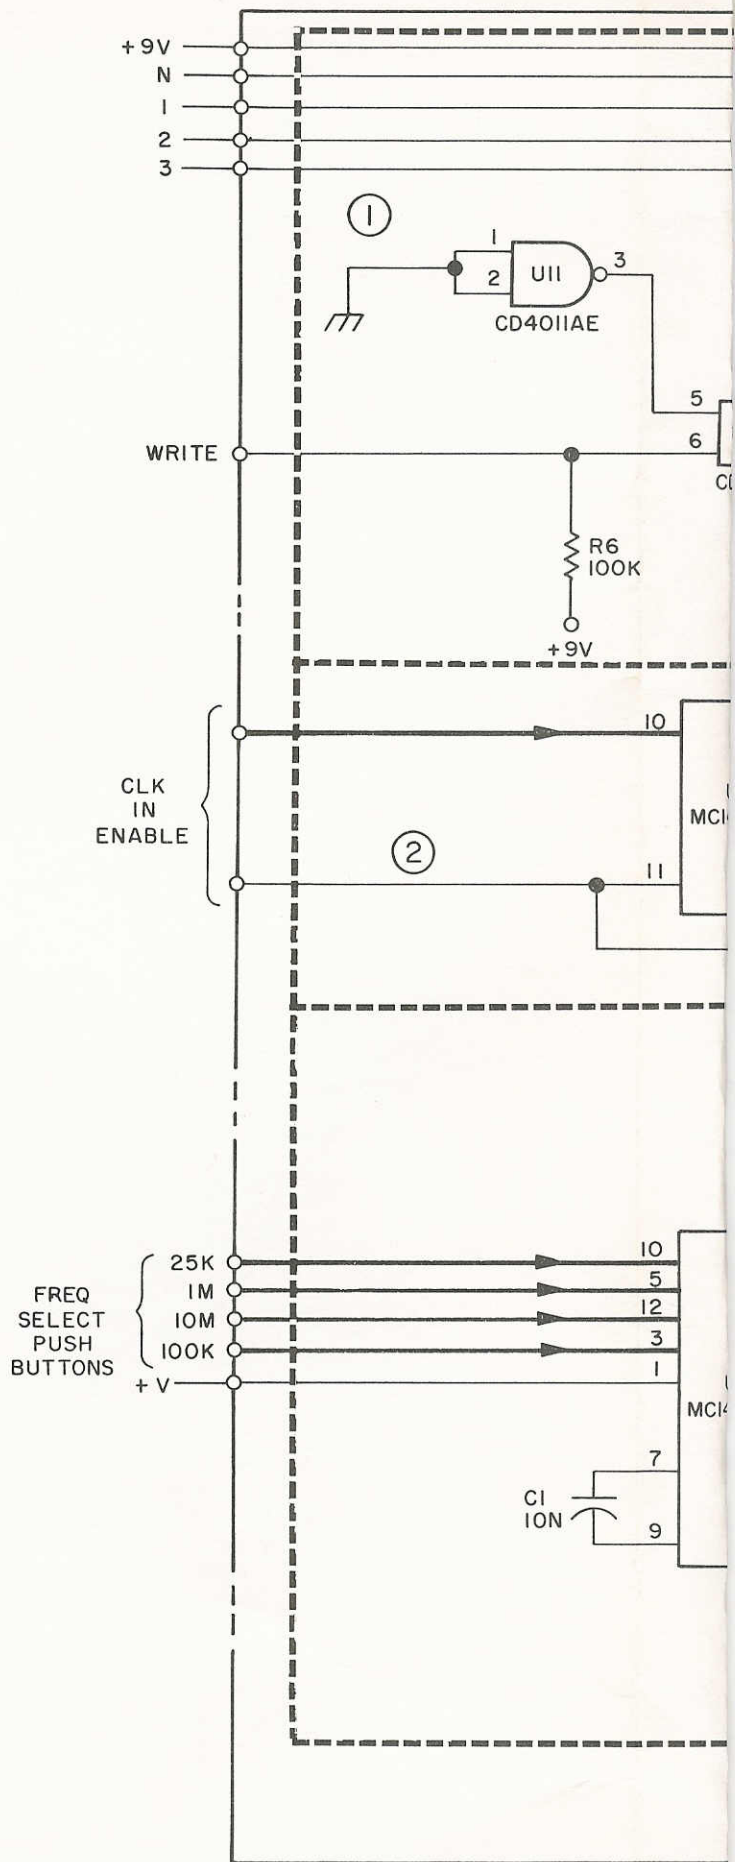 +9V
N
1
2
3
1
1
2
U11
3
CD4011AE
5
6
WRITE
R6
100K
+9V
10
CLK
IN
ENABLE
2
11
25K
1M
10M
100K
+V
FREQ
SELECT
PUSH
BUTTONS
10
5
12
3
1
7
9
C1
10N